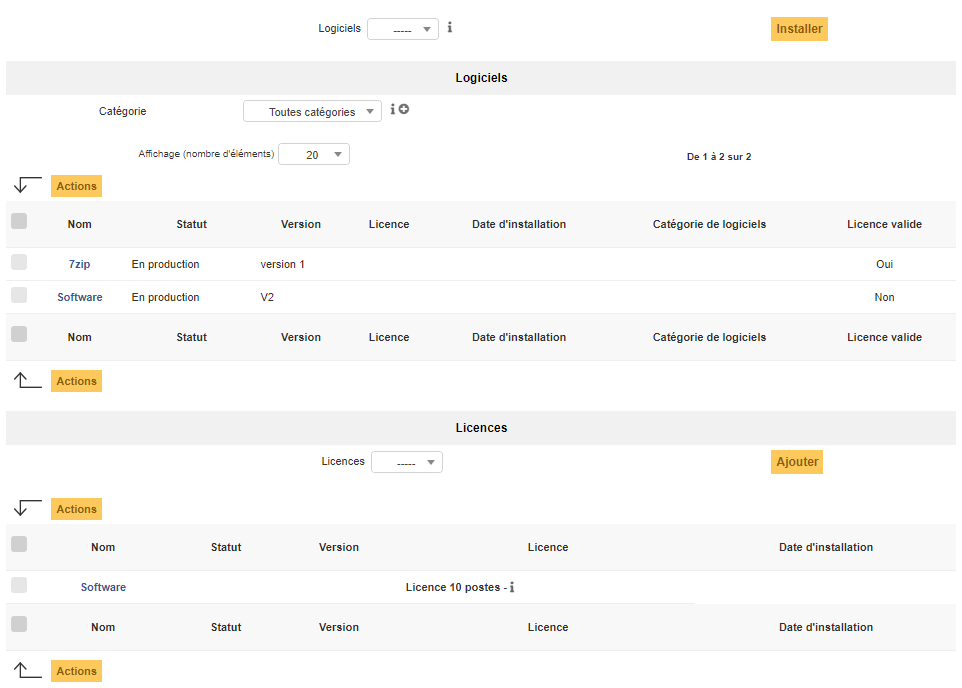 Logiciels ----- Installer
Logiciels
Catégorie Toutes catégories
Affichage (nombre d'éléments) 20 De 1 à 2 sur 2
Actions
Nom Statut Version Licence Date d'installation Catégorie de logiciels Licence valide
7zip En production version 1 Oui
Software En production V2 Non
Nom Statut Version Licence Date d'installation Catégorie de logiciels Licence valide
Actions
Licences
Licences ----- Ajouter
Actions
Nom Statut Version Licence Date d'installation
Software Licence 10 postes -
Nom Statut Version Licence Date d'installation
Actions